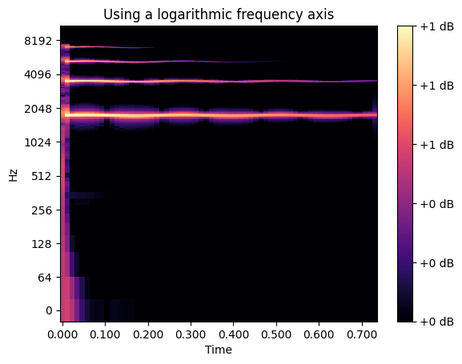 Using a logarithmic frequency axis
8192
4096
2048
1024
512
256
128
64
0
Hz
0.000 0.100 0.200 0.300 0.400 0.500 0.600 0.700
Time
+1 dB
+1 dB
+1 dB
+0 dB
+0 dB
+0 dB